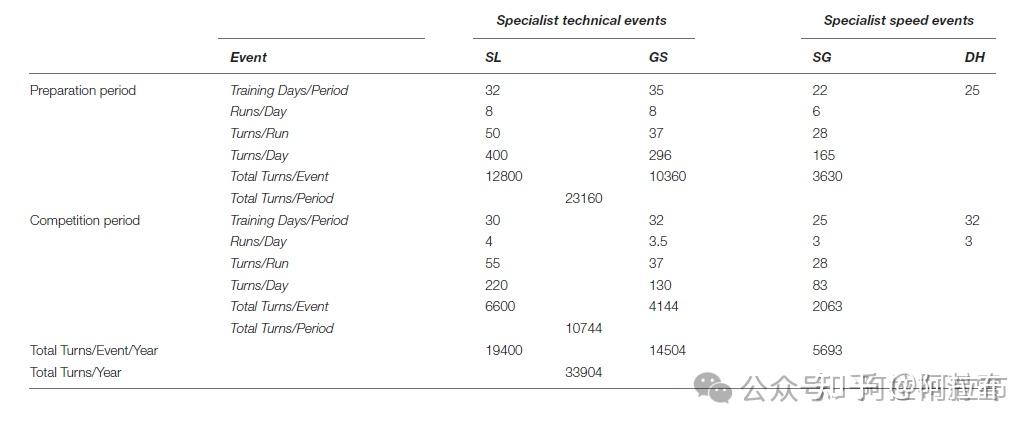 Specialist technical events Specialist speed events
Event SL GS SG DH
Preparation period Training Days/Period 32 35 22 25
Runs/Day 8 8 6
Turns/Run 50 37 28
Turns/Day 400 296 165
Total Turns/Event 12800 10360 3630
Total Turns/Period 23160
Competition period Training Days/Period 30 32 25 32
Runs/Day 4 3.5 3 3
Turns/Run 55 37 28
Turns/Day 220 130 83
Total Turns/Event 6600 4144 2063
Total Turns/Period 10744
Total Turns/Event/Year 19400 14504 5693
Total Turns/Year 33904
公众号